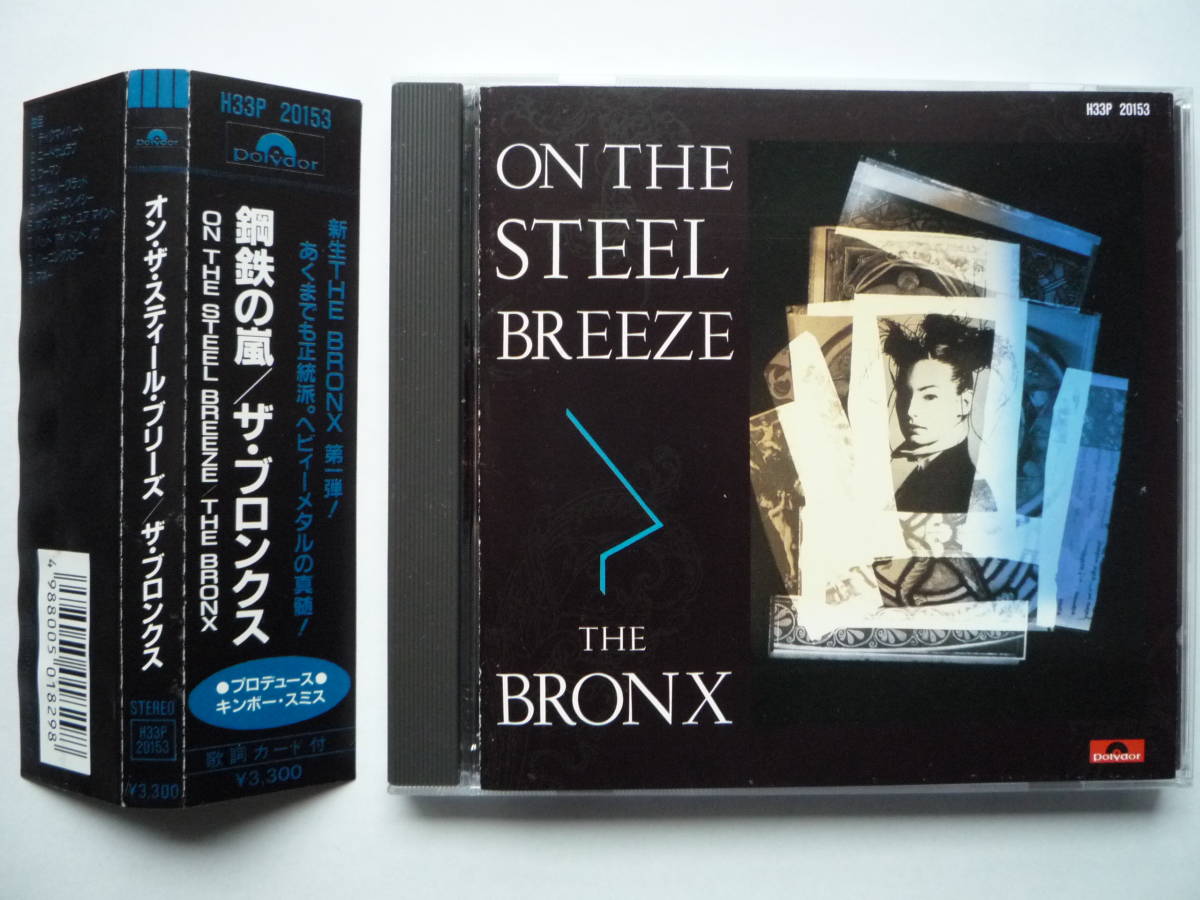 H33P 20153
Polydor
新生THE BRONX 第一弾!
あくまでも正統派。ヘビィーメタルの真髄!
鋼鉄の嵐/ザ・ブロンクス
ON THE STEEL BREEZE/THE BRONX
●プロデュース●
キンボー・スミス
歌詞カード付
¥3,300
Polydor
オン・ザ・スティール・ブリーズ/ザ・ブロンクス
STEREO
H33P
20153
¥3,300
4988005018298
H33P 20153
ON THE
STEEL
BREEZE
THE
BRONX
Polydor